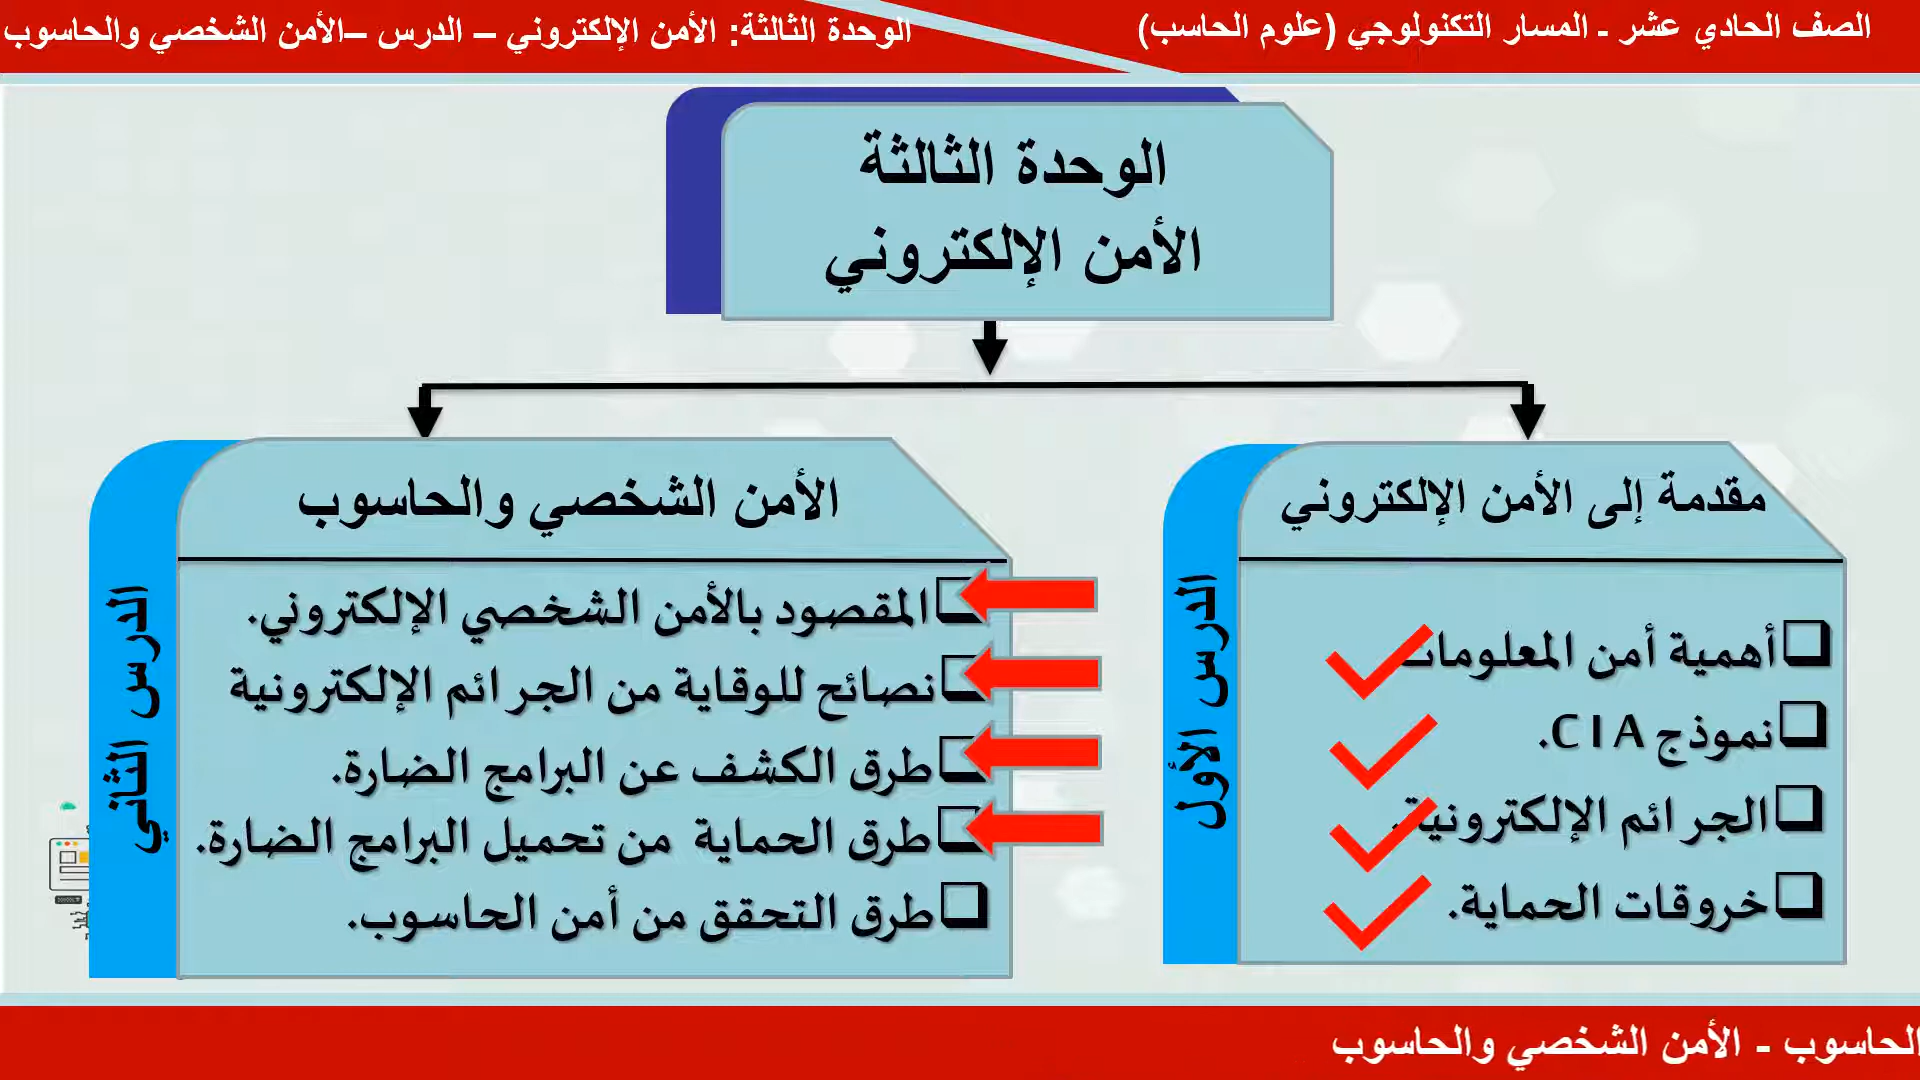 الصف الحادي عشر - المسار التكنولوجي (علوم الحاسب)
الوحدة الثالثة: الأمن الإلكتروني – الدرس –الأمن الشخصي والحاسوب
الوحدة الثالثة
الأمن الإلكتروني
مقدمة إلى الأمن الإلكتروني
الدرس الأول
أهمية أمن المعلومات
نموذج CIA.
الجرائم الإلكترونية.
خروقات الحماية.
الأمن الشخصي والحاسوب
الدرس الثاني
المقصود بالأمن الشخصي الإلكتروني.
نصائح للوقاية من الجرائم الإلكترونية
طرق الكشف عن البرامج الضارة.
طرق الحماية من تحميل البرامج الضارة.
طرق التحقق من أمن الحاسوب.
الحاسوب - الأمن الشخصي والحاسوب